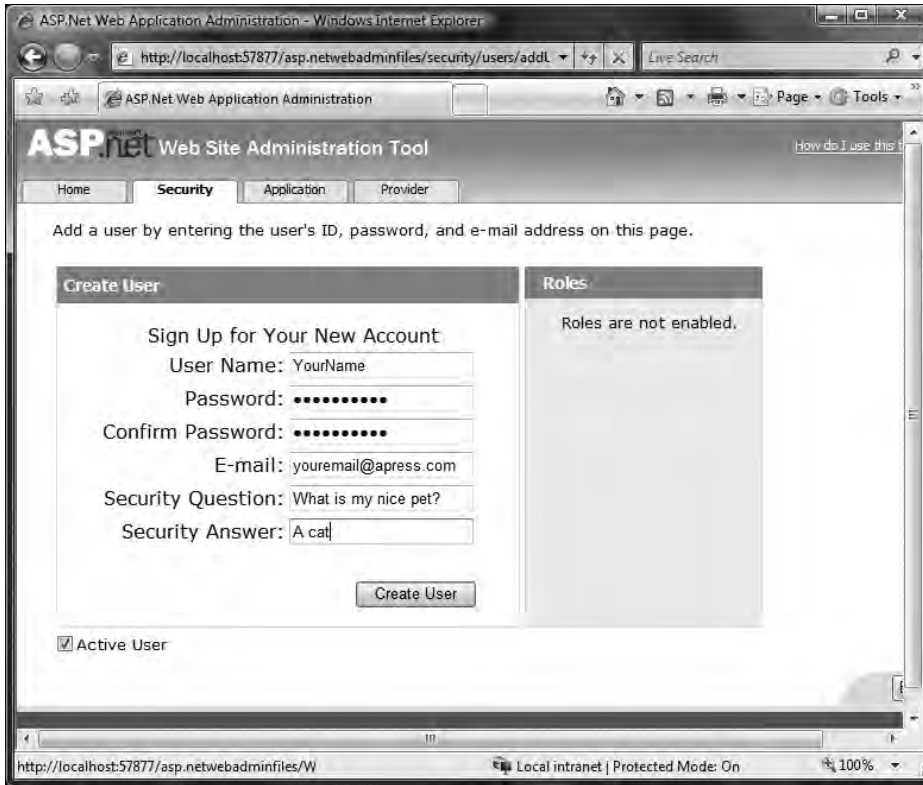 ASP.Net Web Application Administration - Windows Internet Explorer
http://localhost:57877/asp.netwebadminfiles/security/users/addU
Live Search
ASP.Net Web Application Administration
Page
Tools
Microsoft
ASP.net Web Site Administration Tool
How do I use this t
Home
Security
Application
Provider
Add a user by entering the user's ID, password, and e-mail address on this page.
Create User
Roles
Sign Up for Your New Account
Roles are not enabled.
User Name: YourName
Password: ••••••••••
Confirm Password: ••••••••••
E-mail: youremail@apress.com
Security Question: What is my nice pet?
Security Answer: A cat
Create User
Active User
http://localhost:57877/asp.netwebadminfiles/W
Local intranet | Protected Mode: On
100%